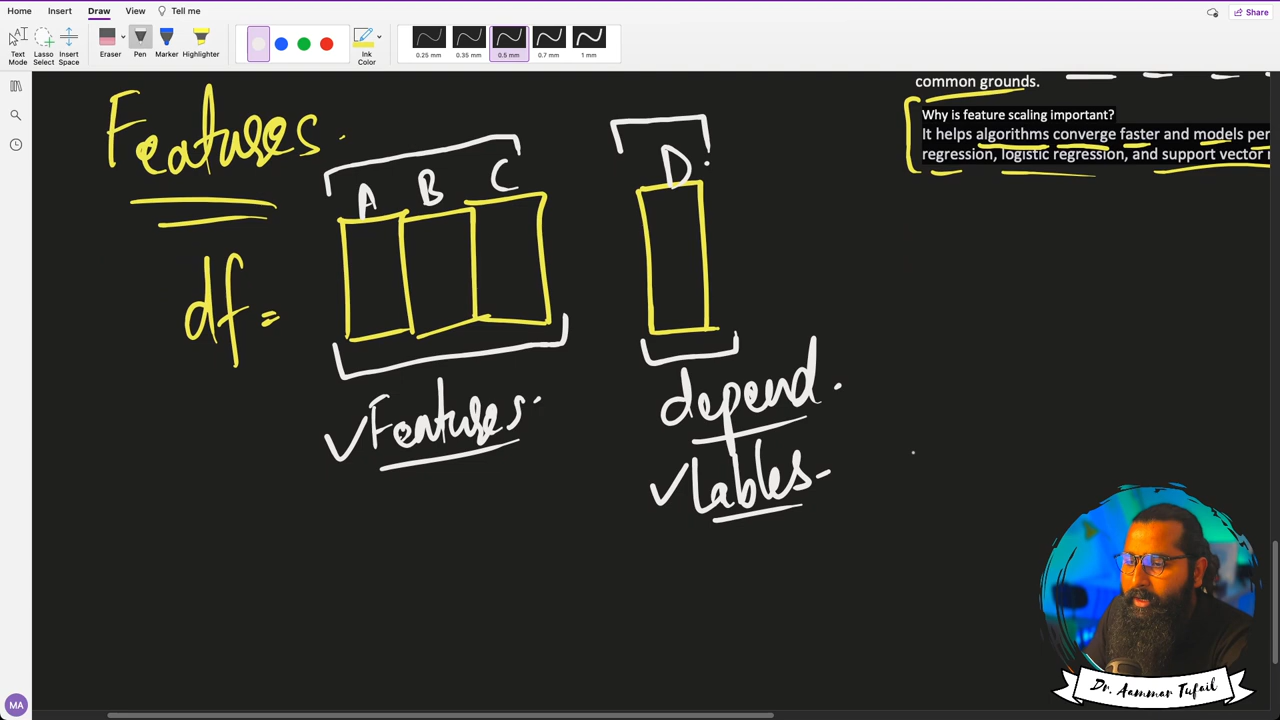 Home Insert Draw View Tell me
Share
Text Mode
Lasso Select
Insert Space
Eraser
Pen
Marker
Highlighter
Ink Color
0.25 mm
0.35 mm
0.5 mm
0.7 mm
1 mm
common grounds.
Why is feature scaling important?
It helps algorithms converge faster and models per
regression, logistic regression, and support vector
Features.
A B C
D.
df =
Features.
depend.
Lables
MA
Dr. Aammar Tufail